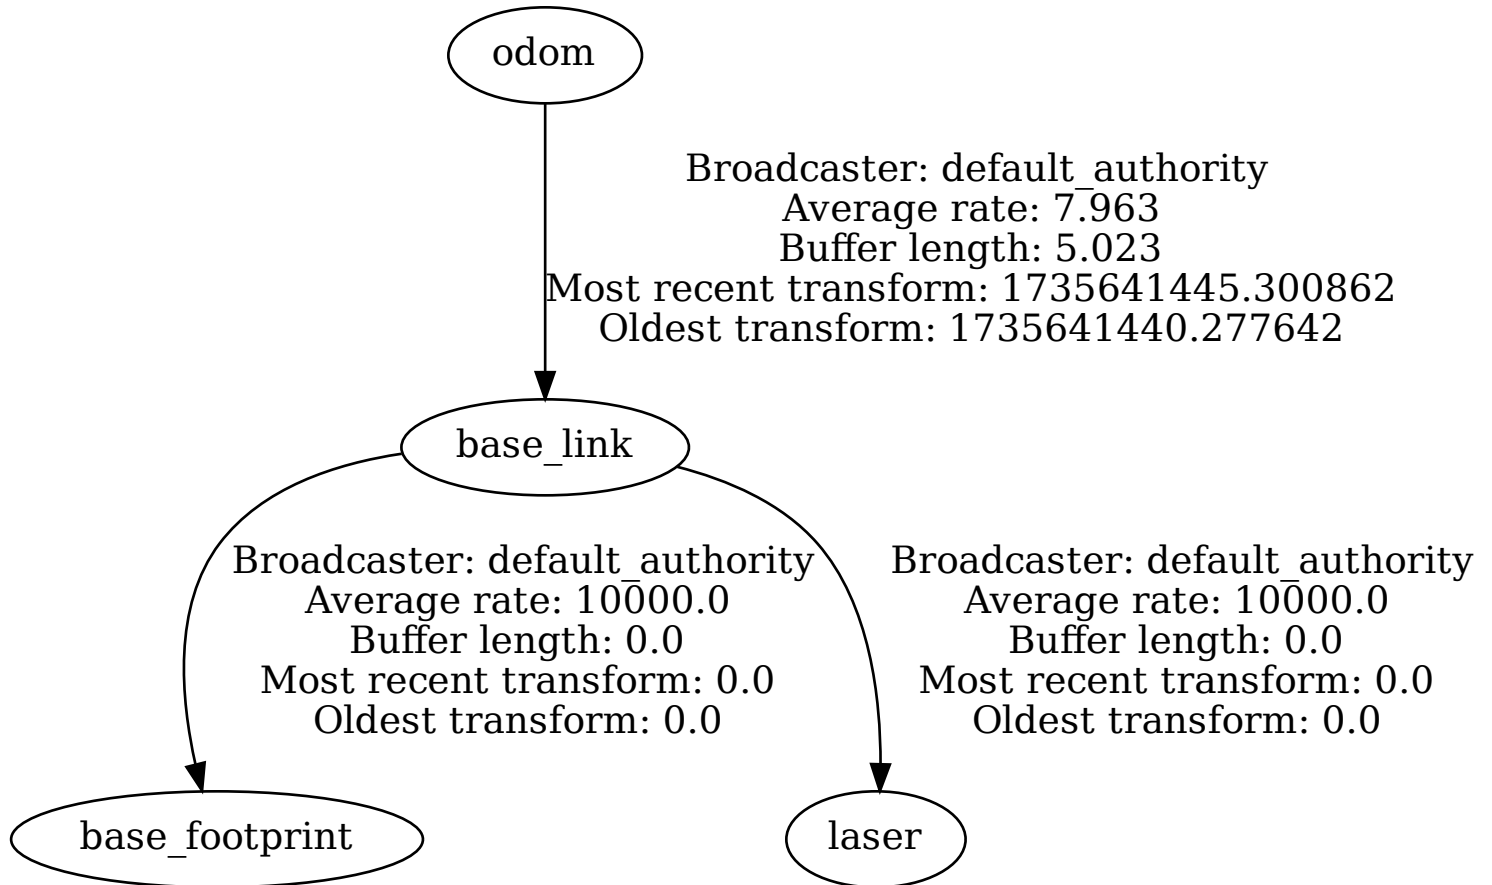 odom
Broadcaster: default_authority
Average rate: 7.963
Buffer length: 5.023
Most recent transform: 1735641445.300862
Oldest transform: 1735641440.277642
base_link
Broadcaster: default_authority
Average rate: 10000.0
Buffer length: 0.0
Most recent transform: 0.0
Oldest transform: 0.0
Broadcaster: default_authority
Average rate: 10000.0
Buffer length: 0.0
Most recent transform: 0.0
Oldest transform: 0.0
base_footprint
laser